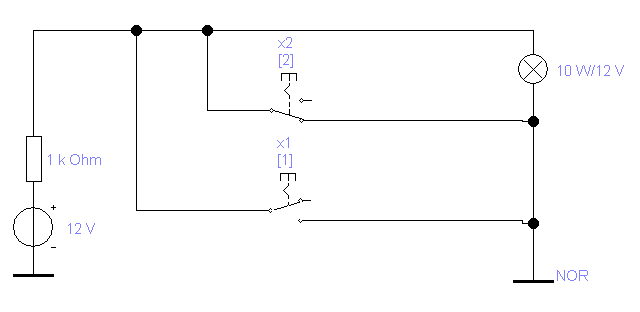 x2
[2]
10 W/12 V
x1
[1]
1 k Ohm
+
12 V
-
NOR